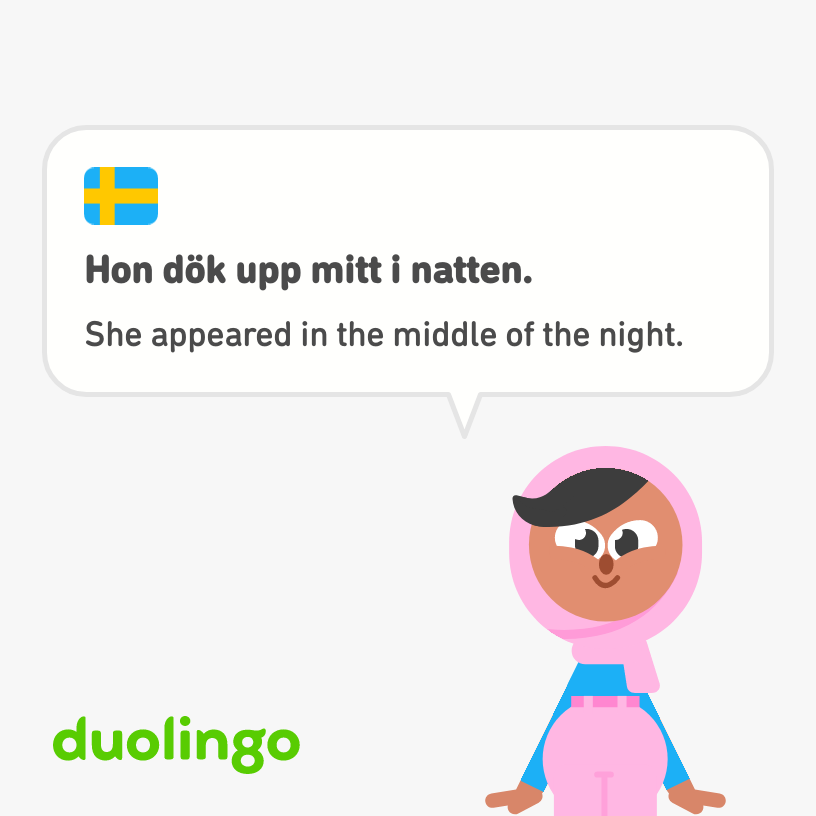 Hon dök upp mitt i natten.
She appeared in the middle of the night.
duolingo